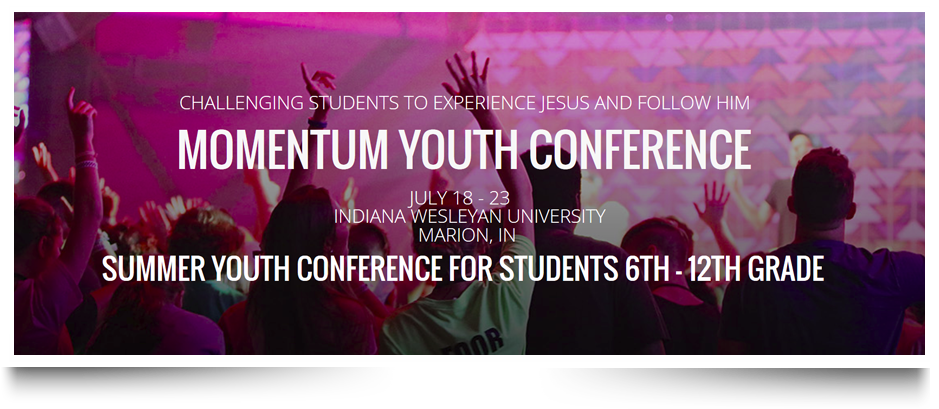 CHALLENGING STUDENTS TO EXPERIENCE JESUS AND FOLLOW HIM
MOMENTUM YOUTH CONFERENCE
JULY 18 - 23
INDIANA WESLEYAN UNIVERSITY
MARION, IN
SUMMER YOUTH CONFERENCE FOR STUDENTS 6TH - 12TH GRADE